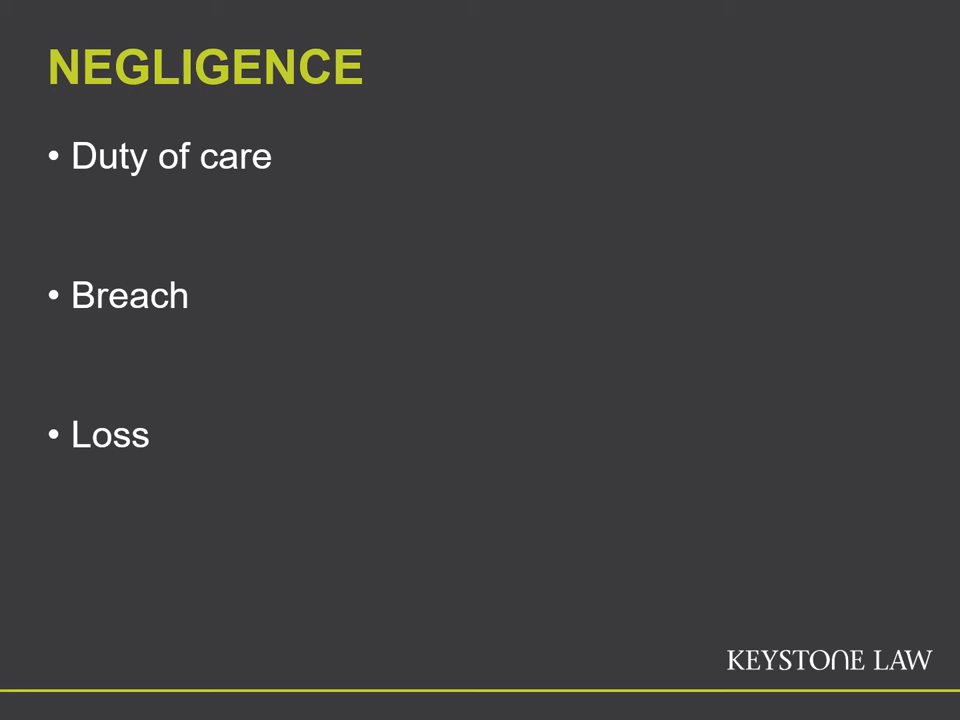 NEGLIGENCE
• Duty of care
• Breach
• Loss
KEYSTONE LAW